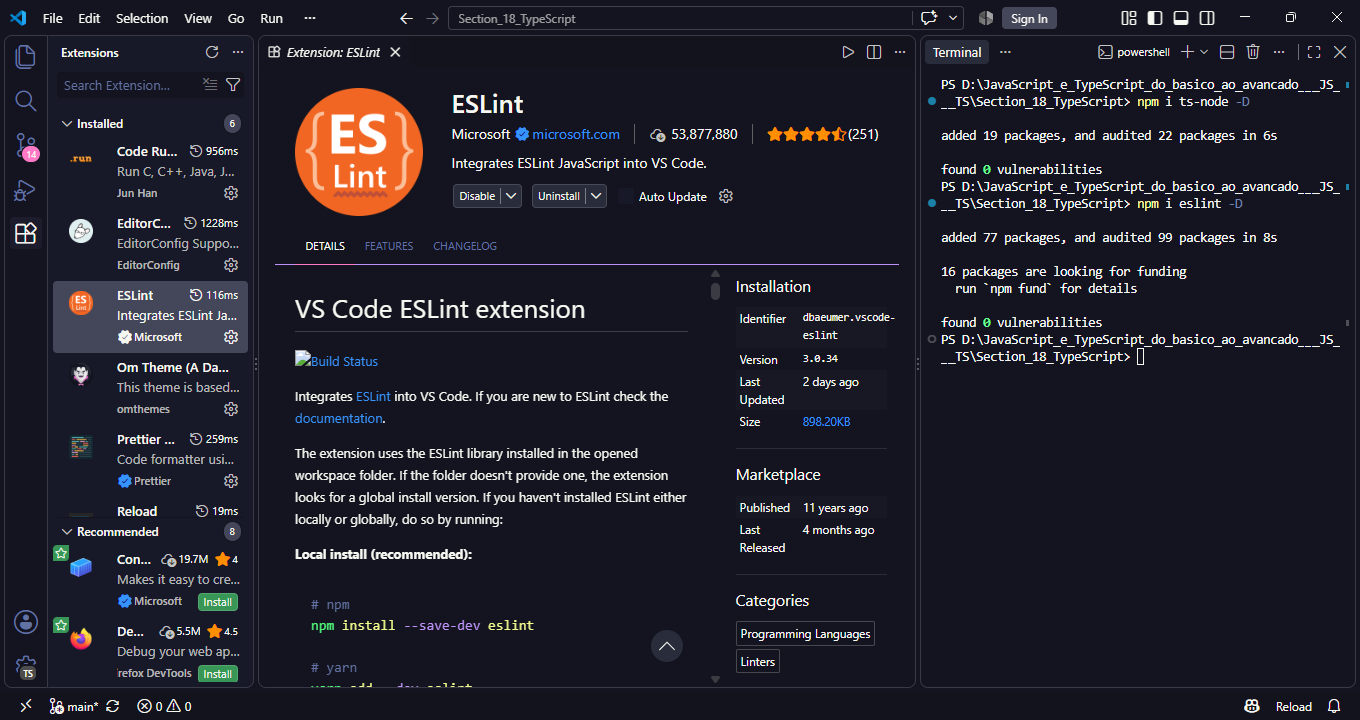 File Edit Selection View Go Run ···
Section_18_TypeScript
Sign In
Extensions
Search Extension...
Installed 6
.run
Code Ru... 956ms
Run C, C++, Java, J...
Jun Han
EditorC... 1228ms
EditorConfig Suppo...
EditorConfig
ES Lint
ESLint 116ms
Integrates ESLint Ja...
Microsoft
Om Theme (A Da...
This theme is based...
omthemes
Prettier ... 259ms
Code formatter usi...
Prettier
Reload 19ms
Recommended 8
Con... 19.7M 4
Makes it easy to cre...
Microsoft Install
De... 5.5M 4.5
Debug your web ap...
irefox DevTools Install
14
TS
Extension: ESLint
ES
Lint
ESLint
Microsoft microsoft.com 53,877,880 (251)
Integrates ESLint JavaScript into VS Code.
Disable Uninstall Auto Update
DETAILS FEATURES CHANGELOG
VS Code ESLint extension
Build Status
Integrates ESLint into VS Code. If you are new to ESLint check the
documentation.
The extension uses the ESLint library installed in the opened
workspace folder. If the folder doesn't provide one, the extension
looks for a global install version. If you haven't installed ESLint either
locally or globally, do so by running:
Local install (recommended):
# npm
npm install --save-dev eslint
# yarn
yarn add --dev eslint
Installation
Identifier dbaeumer.vscode-
eslint
Version 3.0.34
Last 2 days ago
Updated
Size 898.20KB
Marketplace
Published 11 years ago
Last 4 months ago
Released
Categories
Programming Languages
Linters
Terminal ··· powershell
PS D:\JavaScript_e_TypeScript_do_basico_ao_avancado___JS_
__TS\Section_18_TypeScript> npm i ts-node -D
added 19 packages, and audited 22 packages in 6s
found 0 vulnerabilities
PS D:\JavaScript_e_TypeScript_do_basico_ao_avancado___JS_
__TS\Section_18_TypeScript> npm i eslint -D
added 77 packages, and audited 99 packages in 8s
16 packages are looking for funding
run `npm fund` for details
found 0 vulnerabilities
PS D:\JavaScript_e_TypeScript_do_basico_ao_avancado___JS_
__TS\Section_18_TypeScript>
main* 0 0
Reload